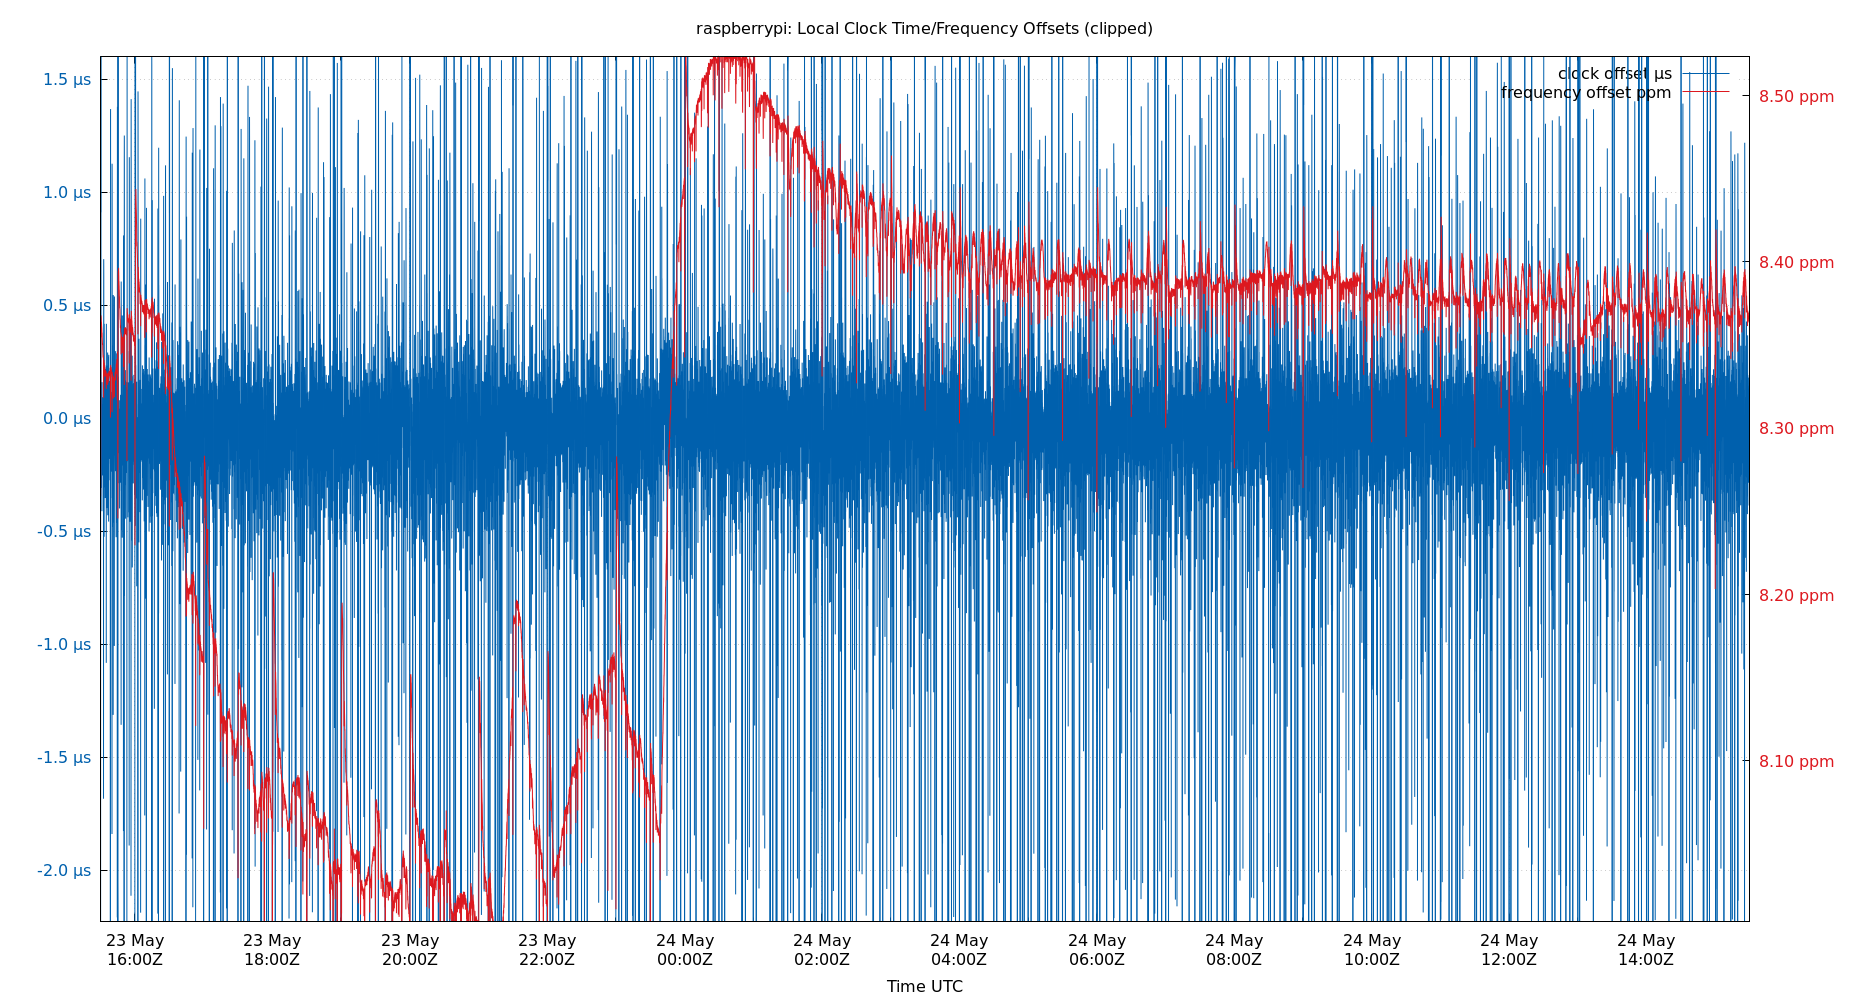 raspberrypi: Local Clock Time/Frequency Offsets (clipped)
clock offset µs
frequency offset ppm
1.5 µs
1.0 µs
0.5 µs
0.0 µs
-0.5 µs
-1.0 µs
-1.5 µs
-2.0 µs
8.50 ppm
8.40 ppm
8.30 ppm
8.20 ppm
8.10 ppm
23 May 23 May 23 May 23 May 24 May 24 May 24 May 24 May 24 May 24 May 24 May 24 May
16:00Z 18:00Z 20:00Z 22:00Z 00:00Z 02:00Z 04:00Z 06:00Z 08:00Z 10:00Z 12:00Z 14:00Z
Time UTC